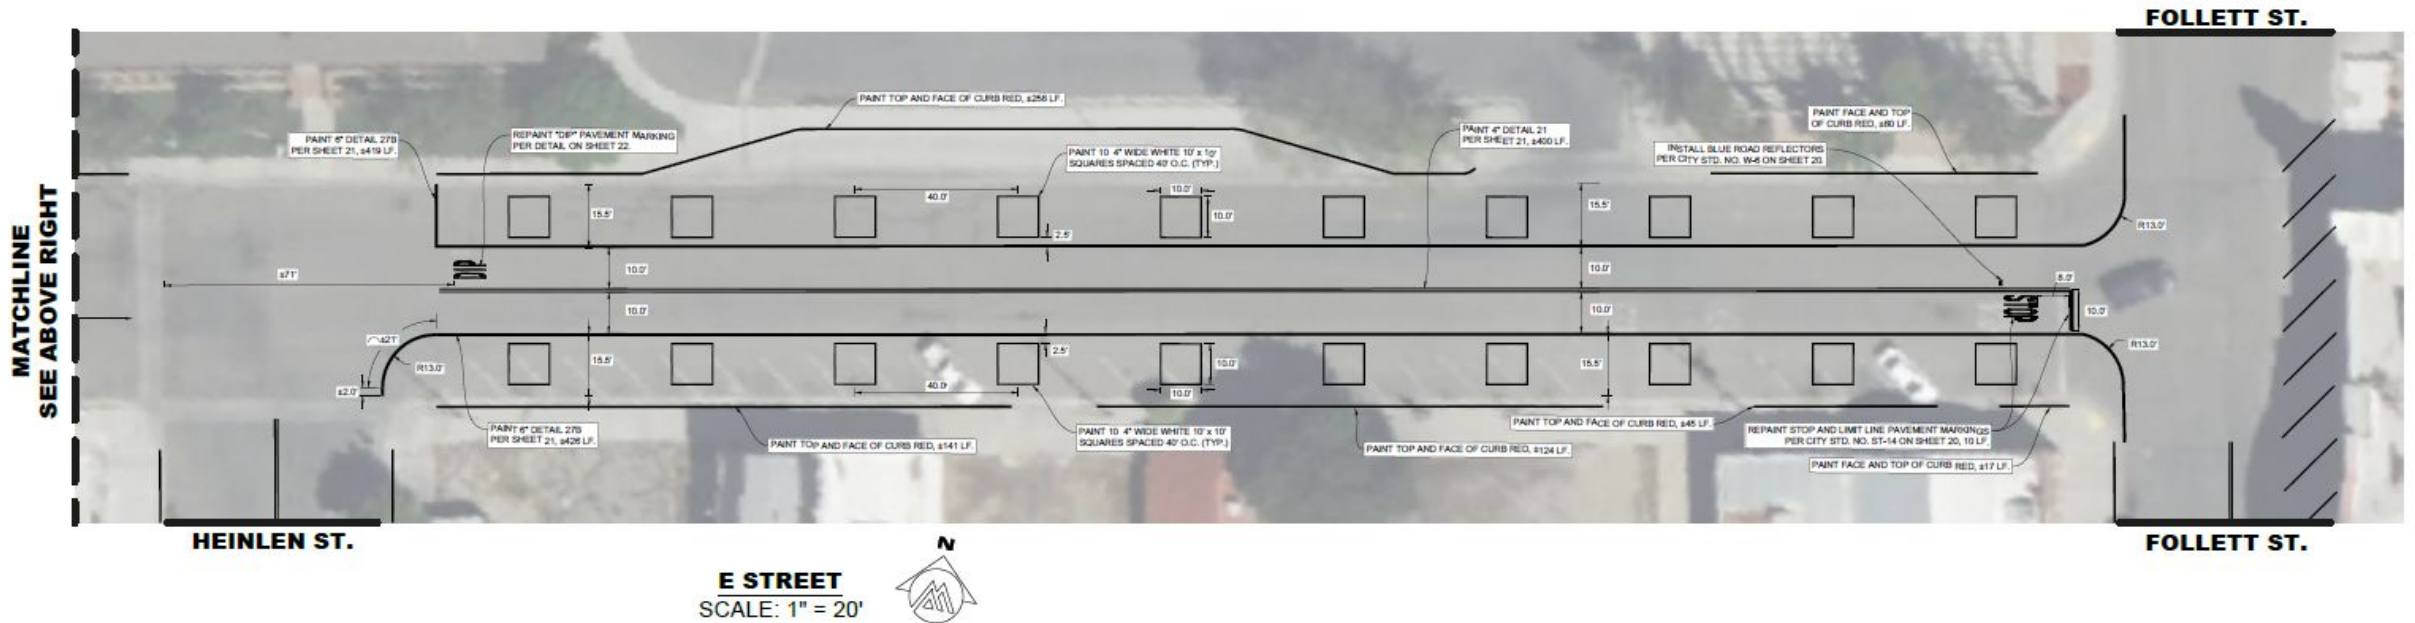 FOLLETT ST.
PAINT TOP AND FACE OF CURB RED, ±256 LF.
PAINT 6" DETAIL 27B
PER SHEET 21, ±419 LF.
REPAINT "DIP" PAVEMENT MARKING
PER DETAIL ON SHEET 22.
PAINT 10 4" WIDE WHITE 10' x 10'
SQUARES SPACED 40' O.C. (TYP.)
PAINT 4" DETAIL 21
PER SHEET 21, ±400 LF.
PAINT FACE AND TOP
OF CURB RED, ±80 LF.
INSTALL BLUE ROAD REFLECTORS
PER CITY STD. NO. W-6 ON SHEET 20.
MATCHLINE
SEE ABOVE RIGHT
15.5'
40.0'
10.0'
10.0'
2.5'
15.5'
R13.0'
±71'
DIP
10.0'
10.0'
8.0'
10.0'
10.0'
STOP
10.0'
±21'
R13.0'
±2.0'
15.5'
2.5'
10.0'
40.0'
10.0'
15.5'
R13.0'
PAINT 6" DETAIL 27B
PER SHEET 21, ±426 LF.
PAINT TOP AND FACE OF CURB RED, ±141 LF.
PAINT 10 4" WIDE WHITE 10' x 10'
SQUARES SPACED 40' O.C. (TYP.)
PAINT TOP AND FACE OF CURB RED, ±124 LF.
PAINT TOP AND FACE OF CURB RED, ±45 LF.
REPAINT STOP AND LIMIT LINE PAVEMENT MARKINGS
PER CITY STD. NO. ST-14 ON SHEET 20, 10 LF.
PAINT FACE AND TOP OF CURB RED, ±17 LF.
HEINLEN ST.
FOLLETT ST.
N
E STREET
SCALE: 1" = 20'